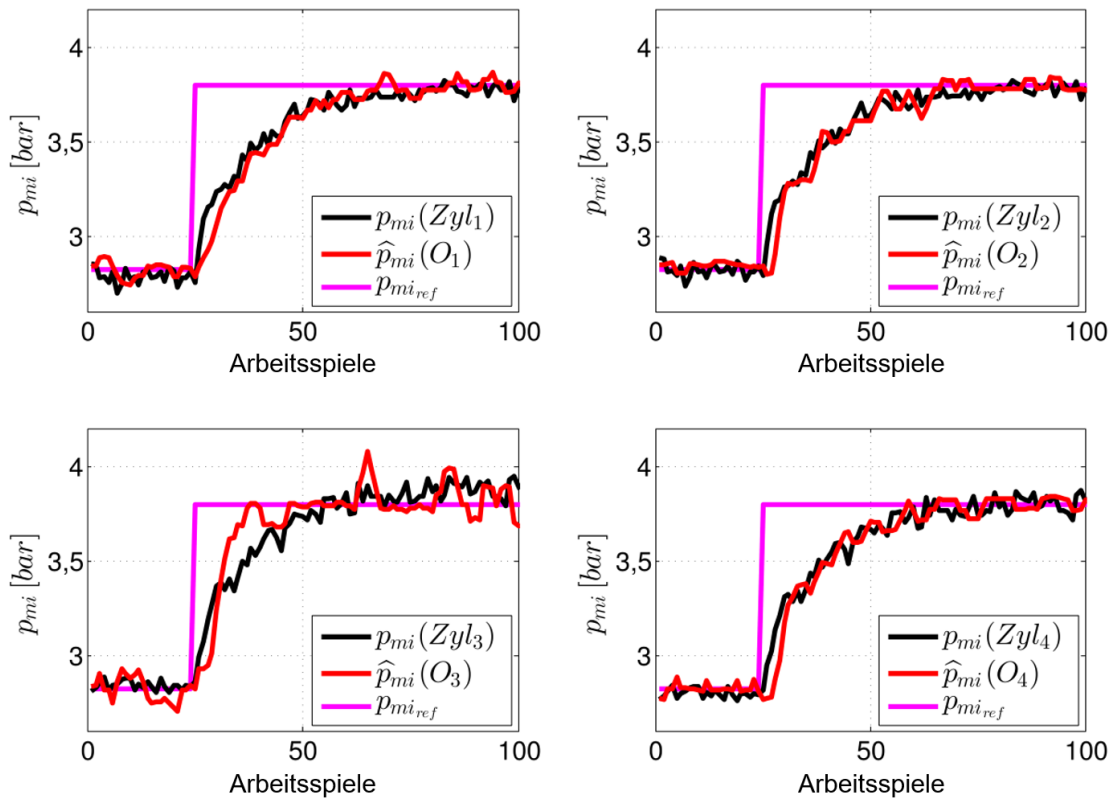 4
3,5
3
p_mi [bar]
p_mi(Zyl_1)
p̂_mi(O_1)
p_mi_ref
0 50 100
Arbeitsspiele
4
3,5
3
p_mi [bar]
p_mi(Zyl_2)
p̂_mi(O_2)
p_mi_ref
0 50 100
Arbeitsspiele
4
3,5
3
p_mi [bar]
p_mi(Zyl_3)
p̂_mi(O_3)
p_mi_ref
0 50 100
Arbeitsspiele
4
3,5
3
p_mi [bar]
p_mi(Zyl_4)
p̂_mi(O_4)
p_mi_ref
0 50 100
Arbeitsspiele